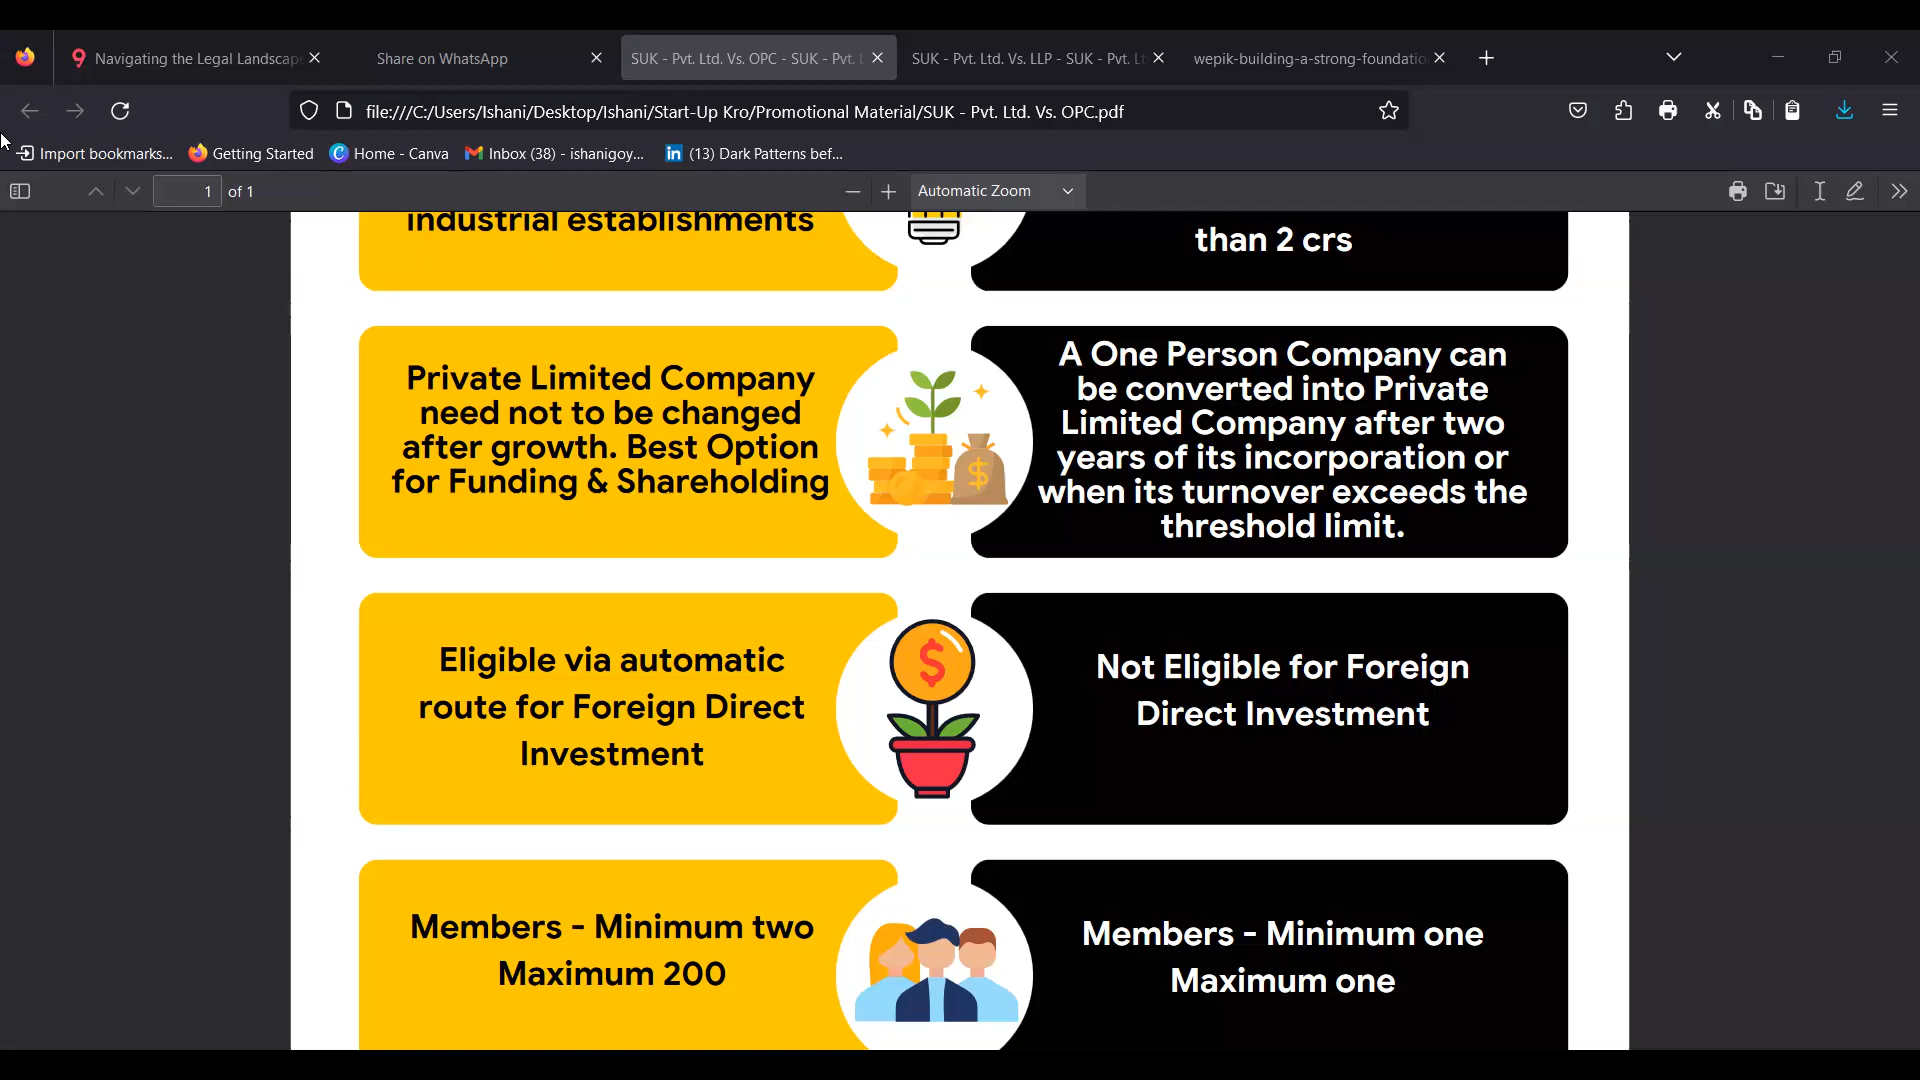 Navigating the Legal Landscap
Share on WhatsApp
SUK - Pvt. Ltd. Vs. OPC - SUK - Pvt. L
SUK - Pvt. Ltd. Vs. LLP - SUK - Pvt. Lt
wepik-building-a-strong-foundatio
file:///C:/Users/Ishani/Desktop/Ishani/Start-Up Kro/Promotional Material/SUK - Pvt. Ltd. Vs. OPC.pdf
Import bookmarks...
Getting Started
Home - Canva
Inbox (38) - ishanigoy...
(13) Dark Patterns bef...
1 of 1
Automatic Zoom
industrial establishments
than 2 crs
Private Limited Company
need not to be changed
after growth. Best Option
for Funding & Shareholding
A One Person Company can
be converted into Private
Limited Company after two
years of its incorporation or
when its turnover exceeds the
threshold limit.
Eligible via automatic
route for Foreign Direct
Investment
Not Eligible for Foreign
Direct Investment
Members - Minimum two
Maximum 200
Members - Minimum one
Maximum one